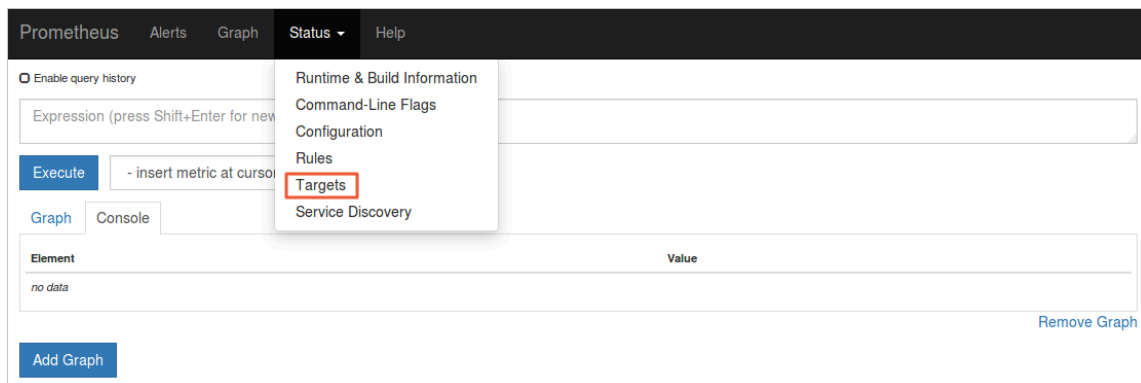 Prometheus Alerts Graph Status Help
Enable query history
Runtime & Build Information
Command-Line Flags
Configuration
Rules
Targets
Service Discovery
Expression (press Shift+Enter for new
Execute - insert metric at cursor
Graph Console
Element Value
no data
Remove Graph
Add Graph